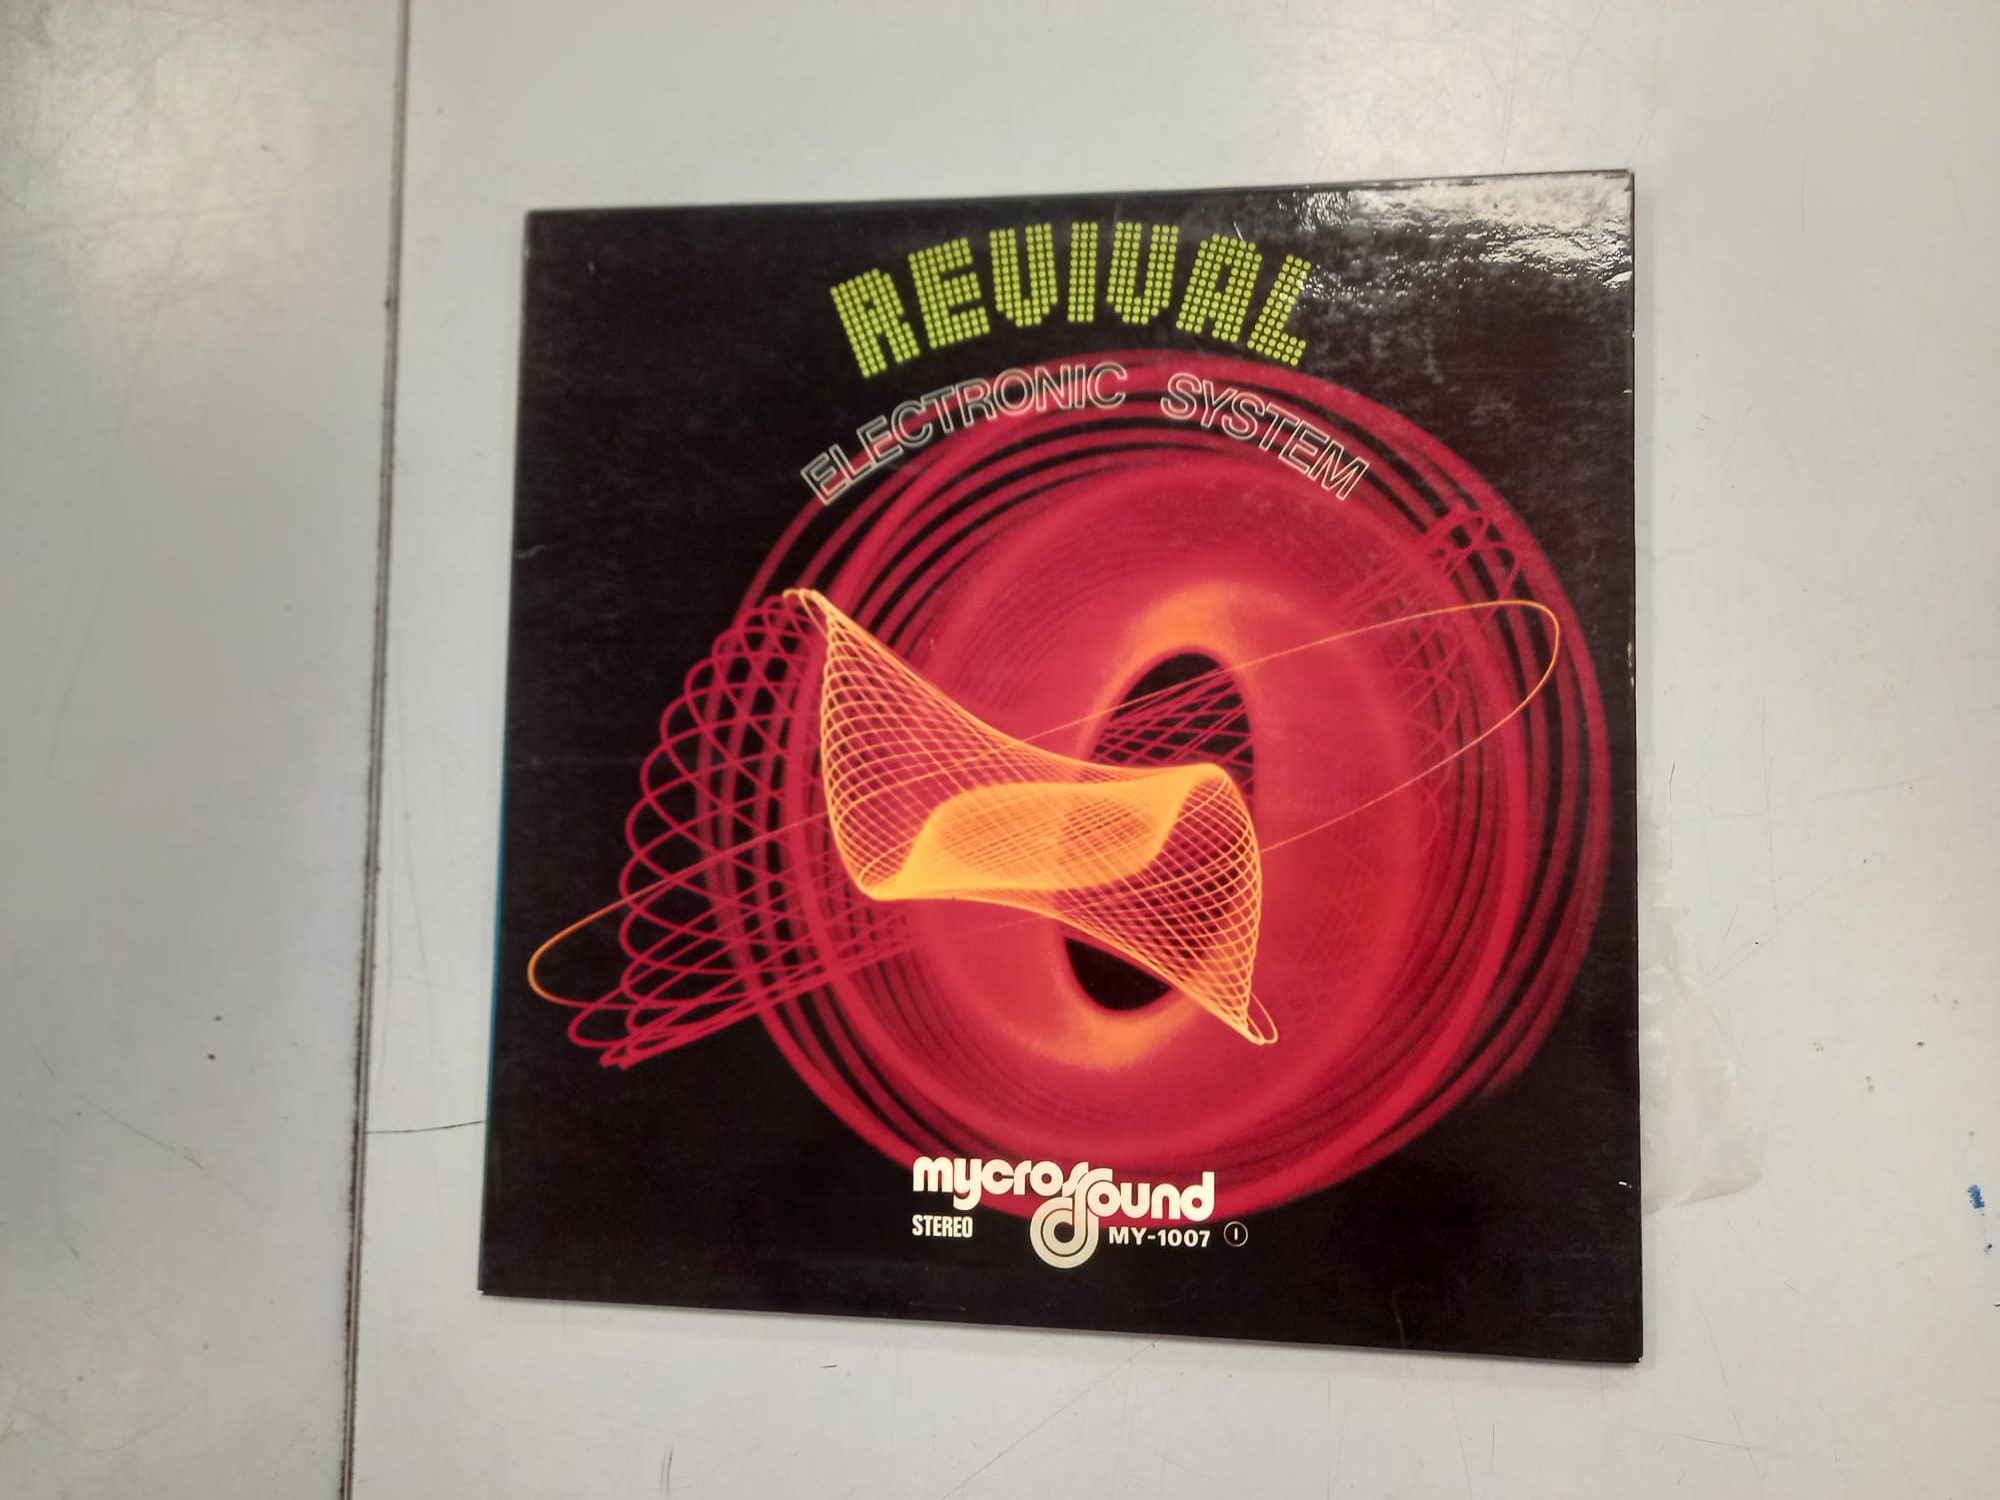 REVIVAL
ELECTRONIC SYSTEM
mycrosound
STEREO MY-1007 I